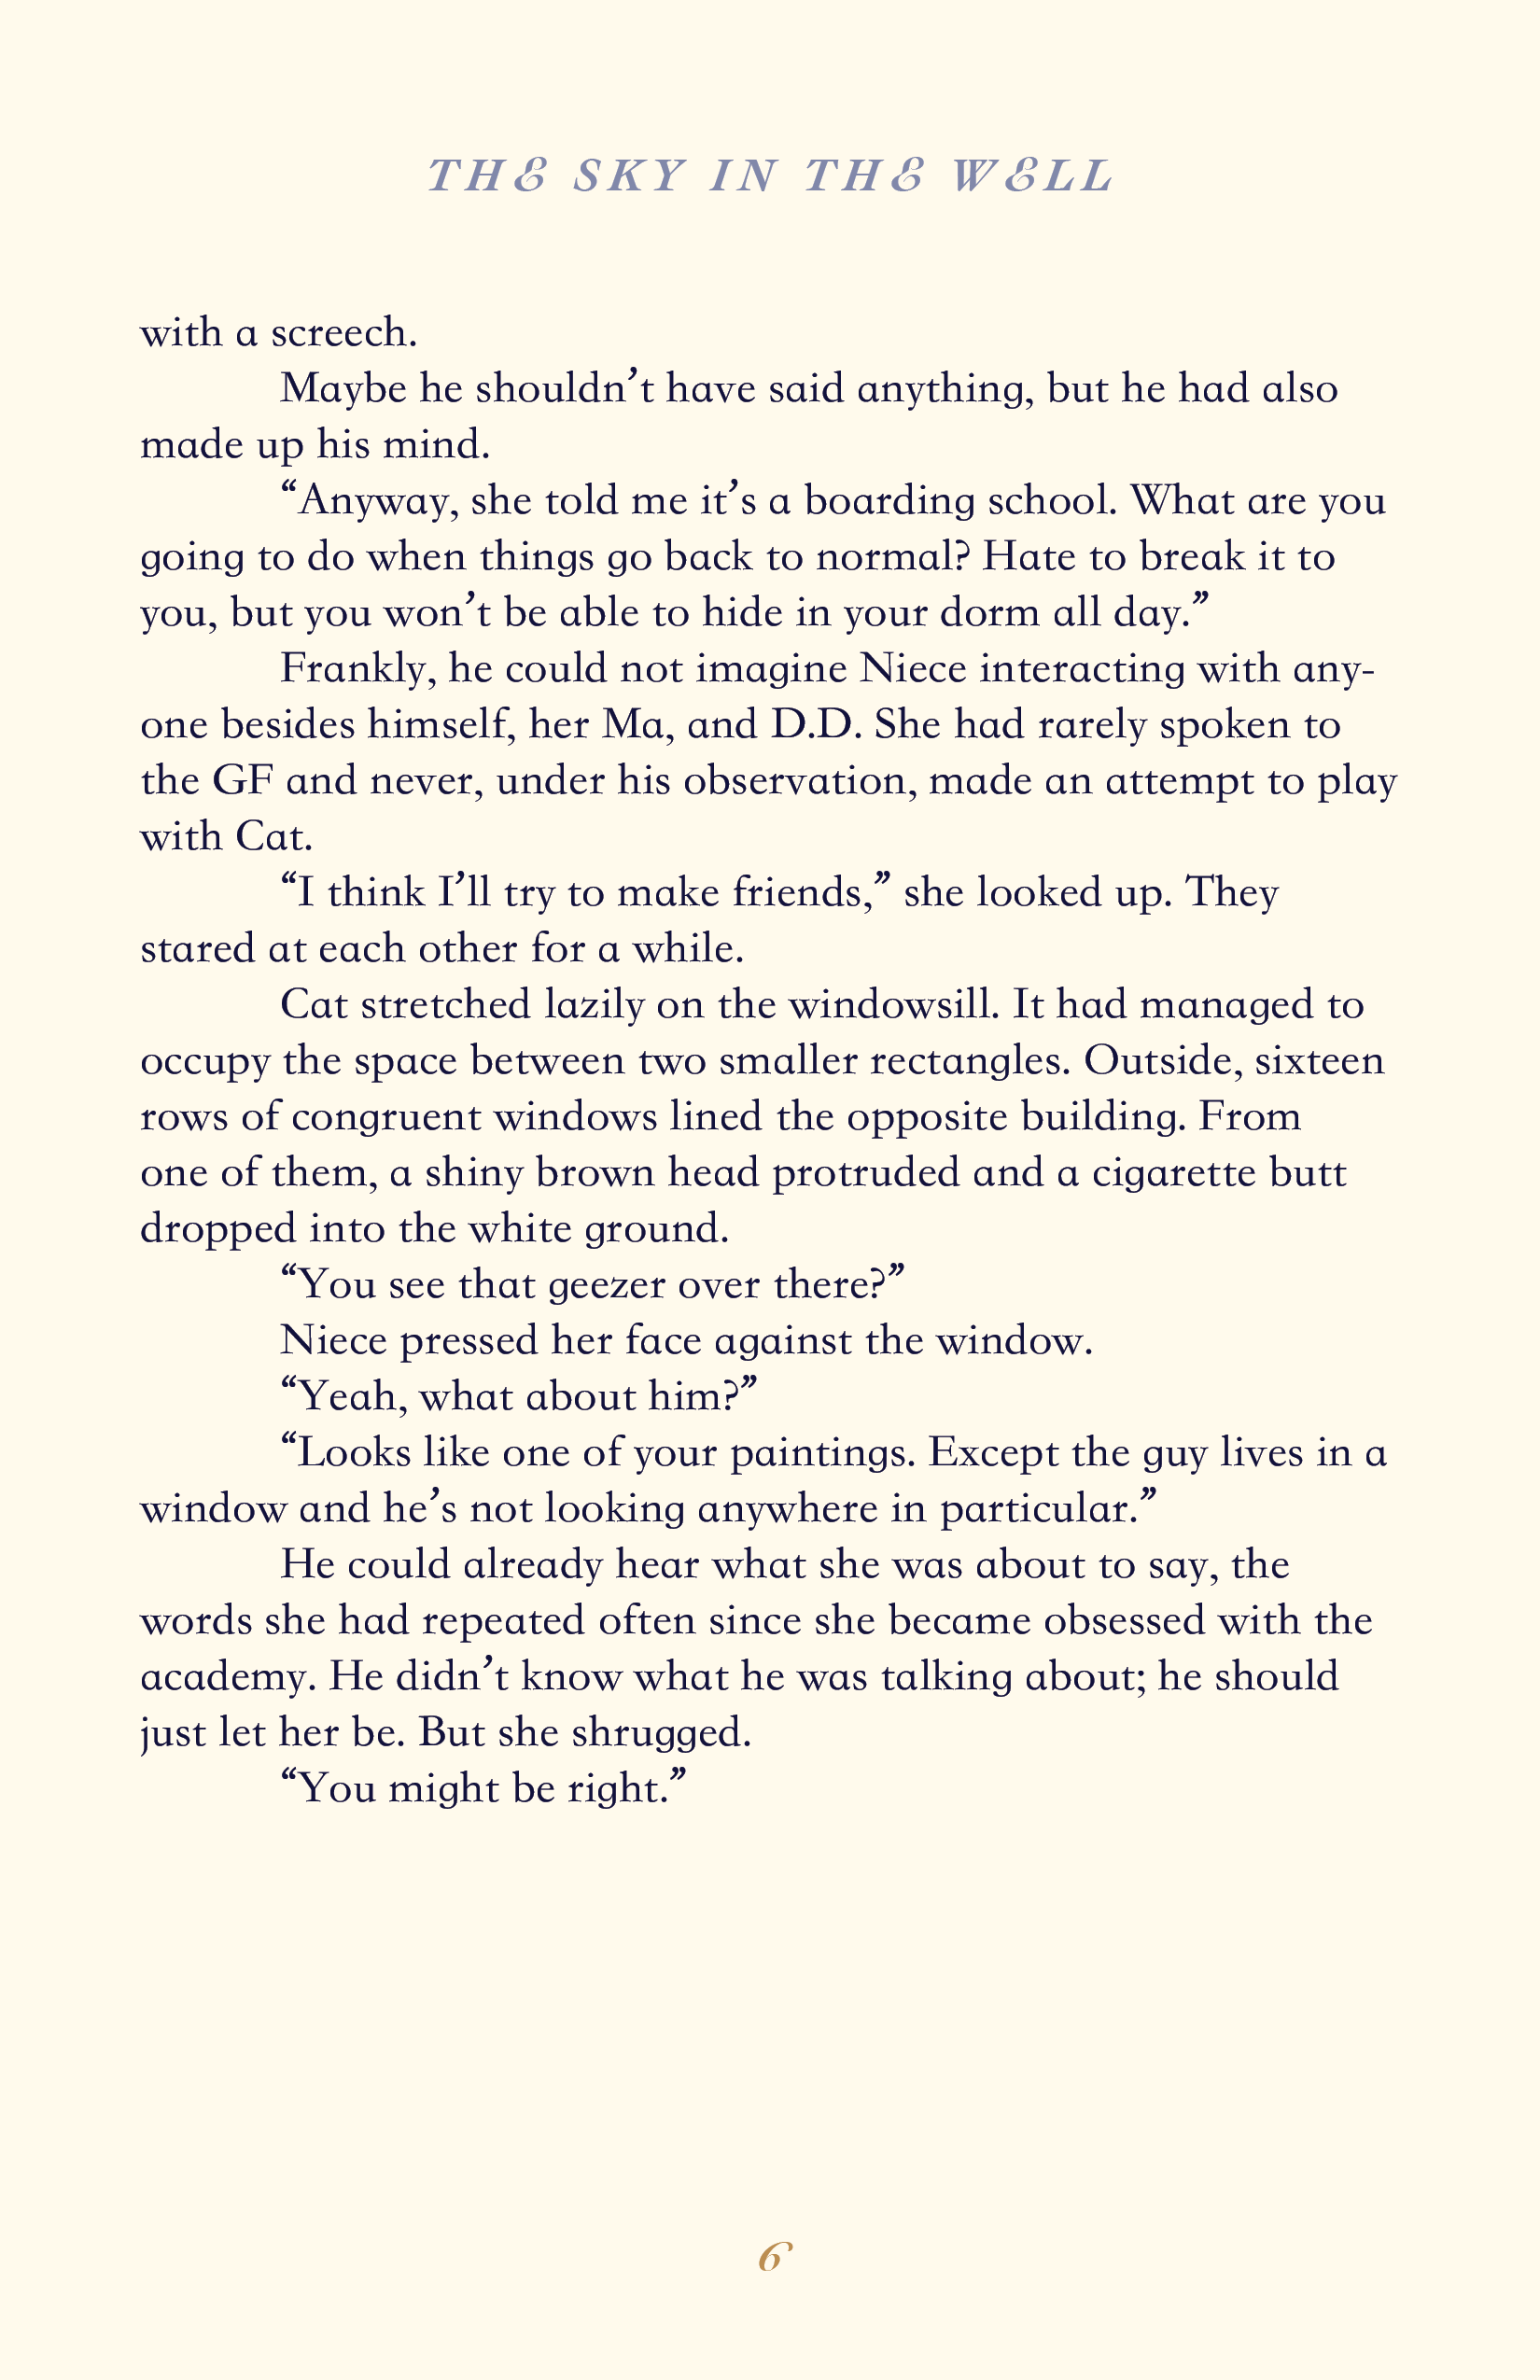 THE SKY IN THE WELL
with a screech.
Maybe he shouldn’t have said anything, but he had also
made up his mind.
“Anyway, she told me it’s a boarding school. What are you
going to do when things go back to normal? Hate to break it to
you, but you won’t be able to hide in your dorm all day.”
Frankly, he could not imagine Niece interacting with any-
one besides himself, her Ma, and D.D. She had rarely spoken to
the GF and never, under his observation, made an attempt to play
with Cat.
“I think I’ll try to make friends,” she looked up. They
stared at each other for a while.
Cat stretched lazily on the windowsill. It had managed to
occupy the space between two smaller rectangles. Outside, sixteen
rows of congruent windows lined the opposite building. From
one of them, a shiny brown head protruded and a cigarette butt
dropped into the white ground.
“You see that geezer over there?”
Niece pressed her face against the window.
“Yeah, what about him?”
“Looks like one of your paintings. Except the guy lives in a
window and he’s not looking anywhere in particular.”
He could already hear what she was about to say, the
words she had repeated often since she became obsessed with the
academy. He didn’t know what he was talking about; he should
just let her be. But she shrugged.
“You might be right.”
6